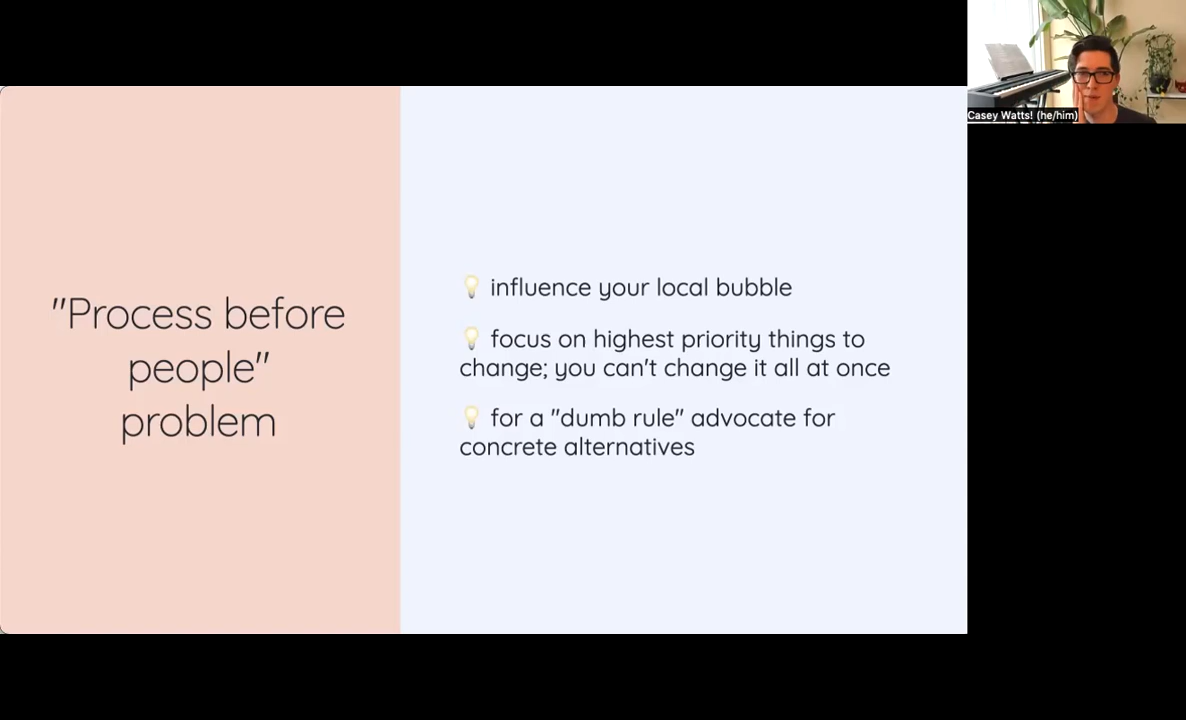 "Process before
people"
problem
💡 influence your local bubble
💡 focus on highest priority things to
change; you can't change it all at once
💡 for a "dumb rule" advocate for
concrete alternatives
Casey Watts! (he/him)